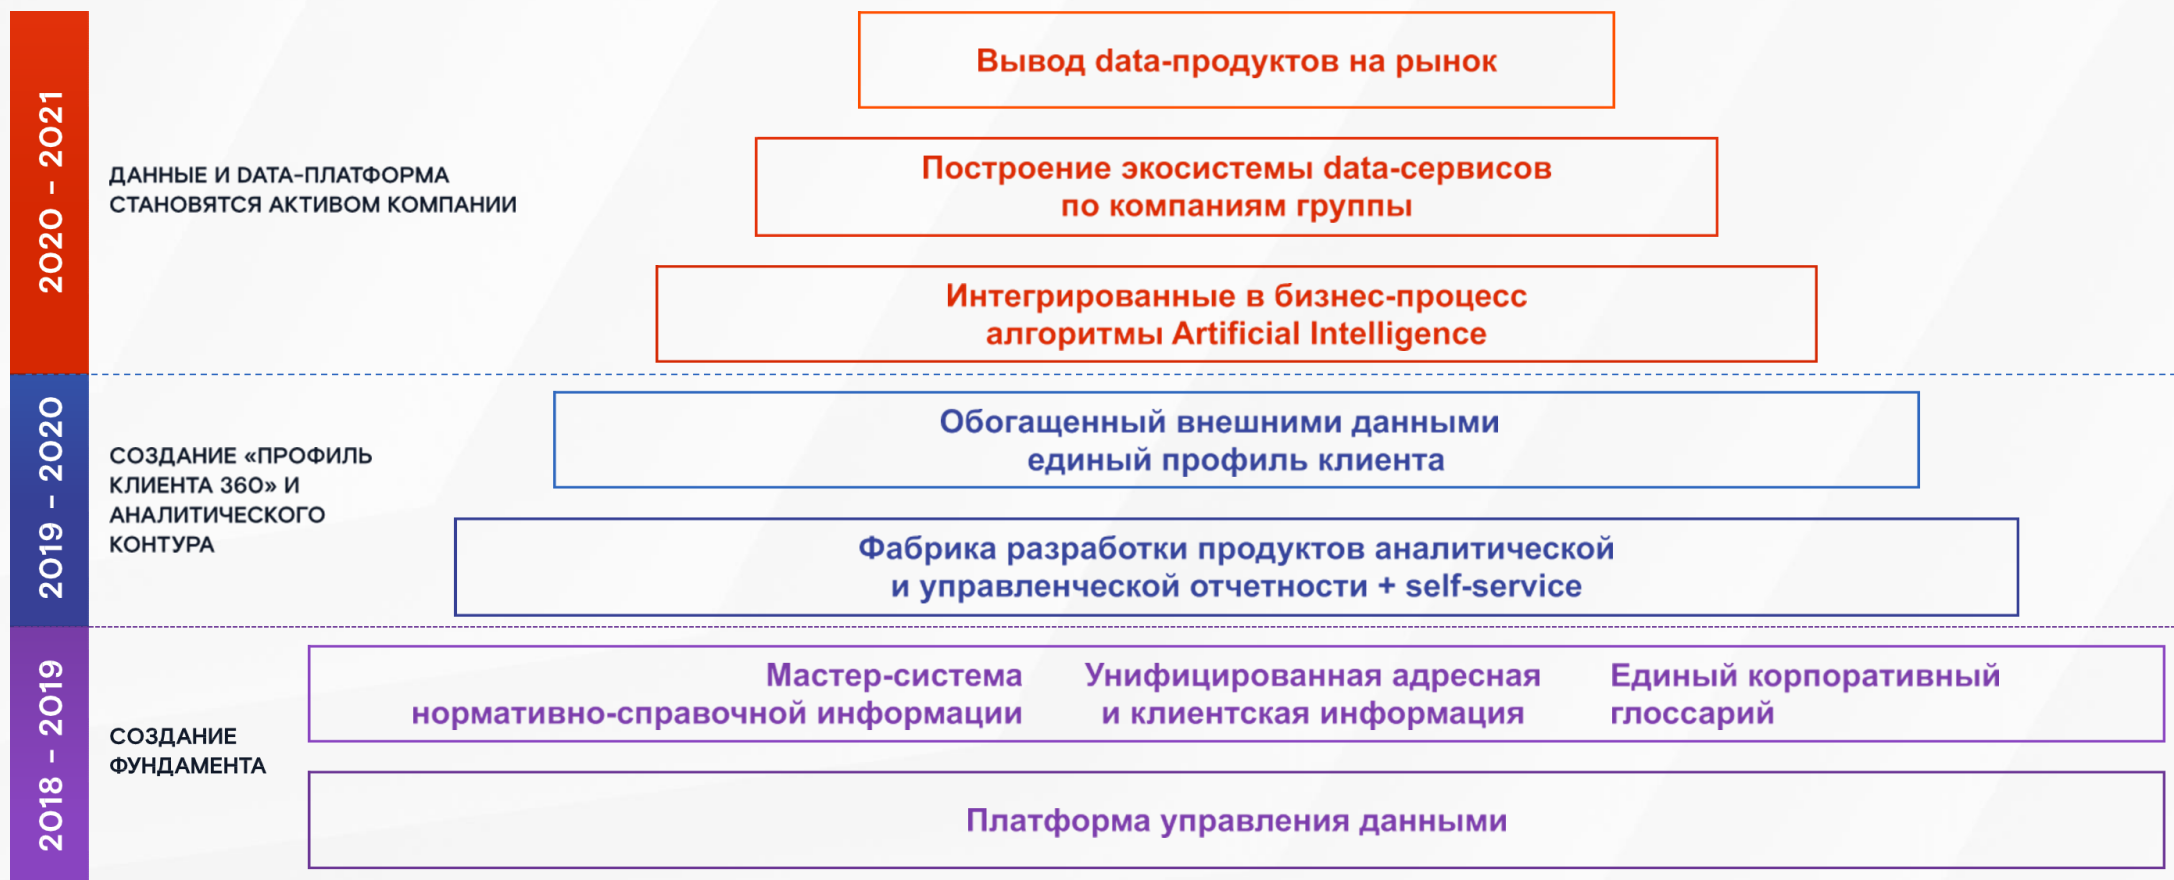 2020 - 2021
ДАННЫЕ И DATA-ПЛАТФОРМА
СТАНОВЯТСЯ АКТИВОМ КОМПАНИИ
Вывод data-продуктов на рынок
Построение экосистемы data-сервисов
по компаниям группы
Интегрированные в бизнес-процесс
алгоритмы Artificial Intelligence
2019 - 2020
СОЗДАНИЕ «ПРОФИЛЬ
КЛИЕНТА 360» И
АНАЛИТИЧЕСКОГО
КОНТУРА
Обогащенный внешними данными
единый профиль клиента
Фабрика разработки продуктов аналитической
и управленческой отчетности + self-service
2018 - 2019
СОЗДАНИЕ
ФУНДАМЕНТА
Мастер-система
нормативно-справочной информации
Унифицированная адресная
и клиентская информация
Единый корпоративный
глоссарий
Платформа управления данными